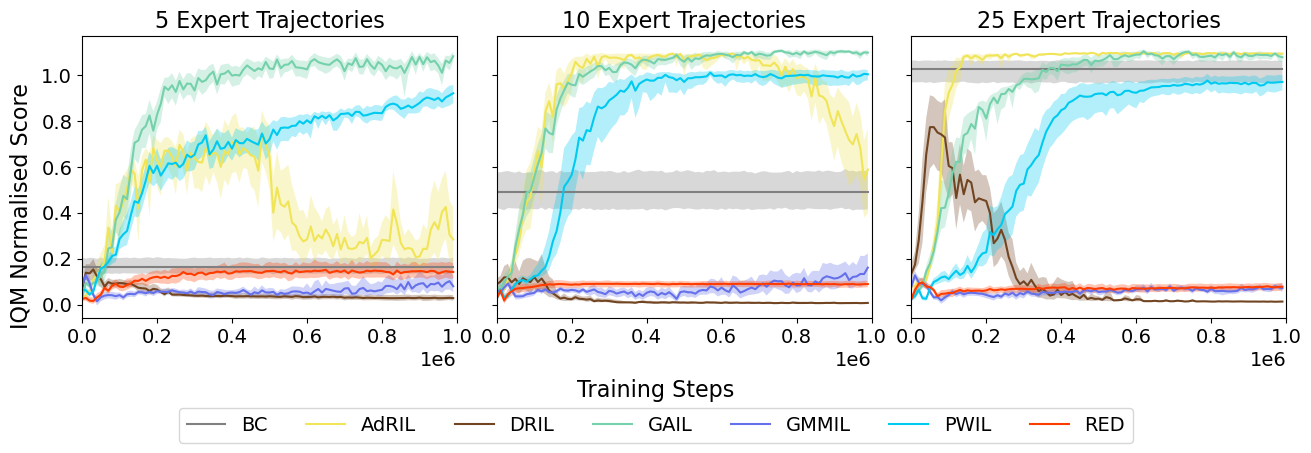 5 Expert Trajectories 10 Expert Trajectories 25 Expert Trajectories
IQM Normalised Score
1.0
0.8
0.6
0.4
0.2
0.0
0.0 0.2 0.4 0.6 0.8 1.0 0.0 0.2 0.4 0.6 0.8 1.0 0.0 0.2 0.4 0.6 0.8 1.0
1e6 1e6 1e6
Training Steps
BC AdRIL DRIL GAIL GMMIL PWIL RED